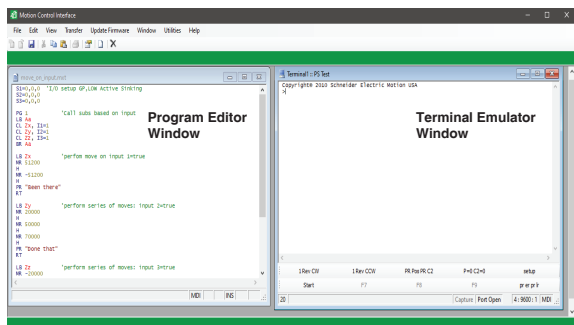 Motion Control Interface
File Edit View Transfer Update Firmware Window Utilities Help
move_on_input.mxt
S1=0,0,0 'I/O setup GP,LOW Active Sinking
S2=0,0,0
S3=0,0,0
PG 1 'Call subs based on input
LB Aa
CL Zx, I1=1
CL Zy, I2=1
CL Zz, I3=1
BR Aa
LB Zx 'perfom move on input 1=true
MR 51200
H
MR -51200
H
PR "Been there"
RT
LB Zy 'perform series of moves: input 2=true
MR 20000
H
MR 50000
H
MR 70000
H
PR "Done that"
RT
LB Zz 'perform series of moves: input 3=true
MR -20000
MDI INS
Program Editor
Window
Terminal1 :: PS Test
Copyright© 2010 Schneider Electric Motion USA
>
Terminal Emulator
Window
1 Rev CW 1 Rev CCW PR Pos PR C2 P=0 C2=0 setup
Start F7 F8 F9 pr er pr ir
20 Capture Port Open 4 : 9600 : 1 MDI